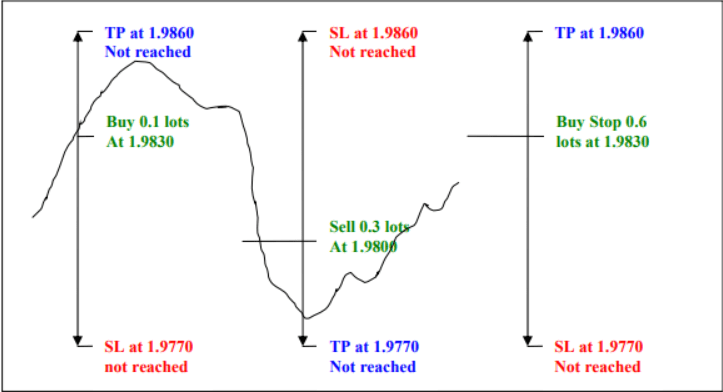 TP at 1.9860
Not reached
Buy 0.1 lots
At 1.9830
SL at 1.9770
not reached
SL at 1.9860
Not reached
Sell 0.3 lots
At 1.9800
TP at 1.9770
Not reached
TP at 1.9860
Buy Stop 0.6
lots at 1.9830
SL at 1.9770
Not reached